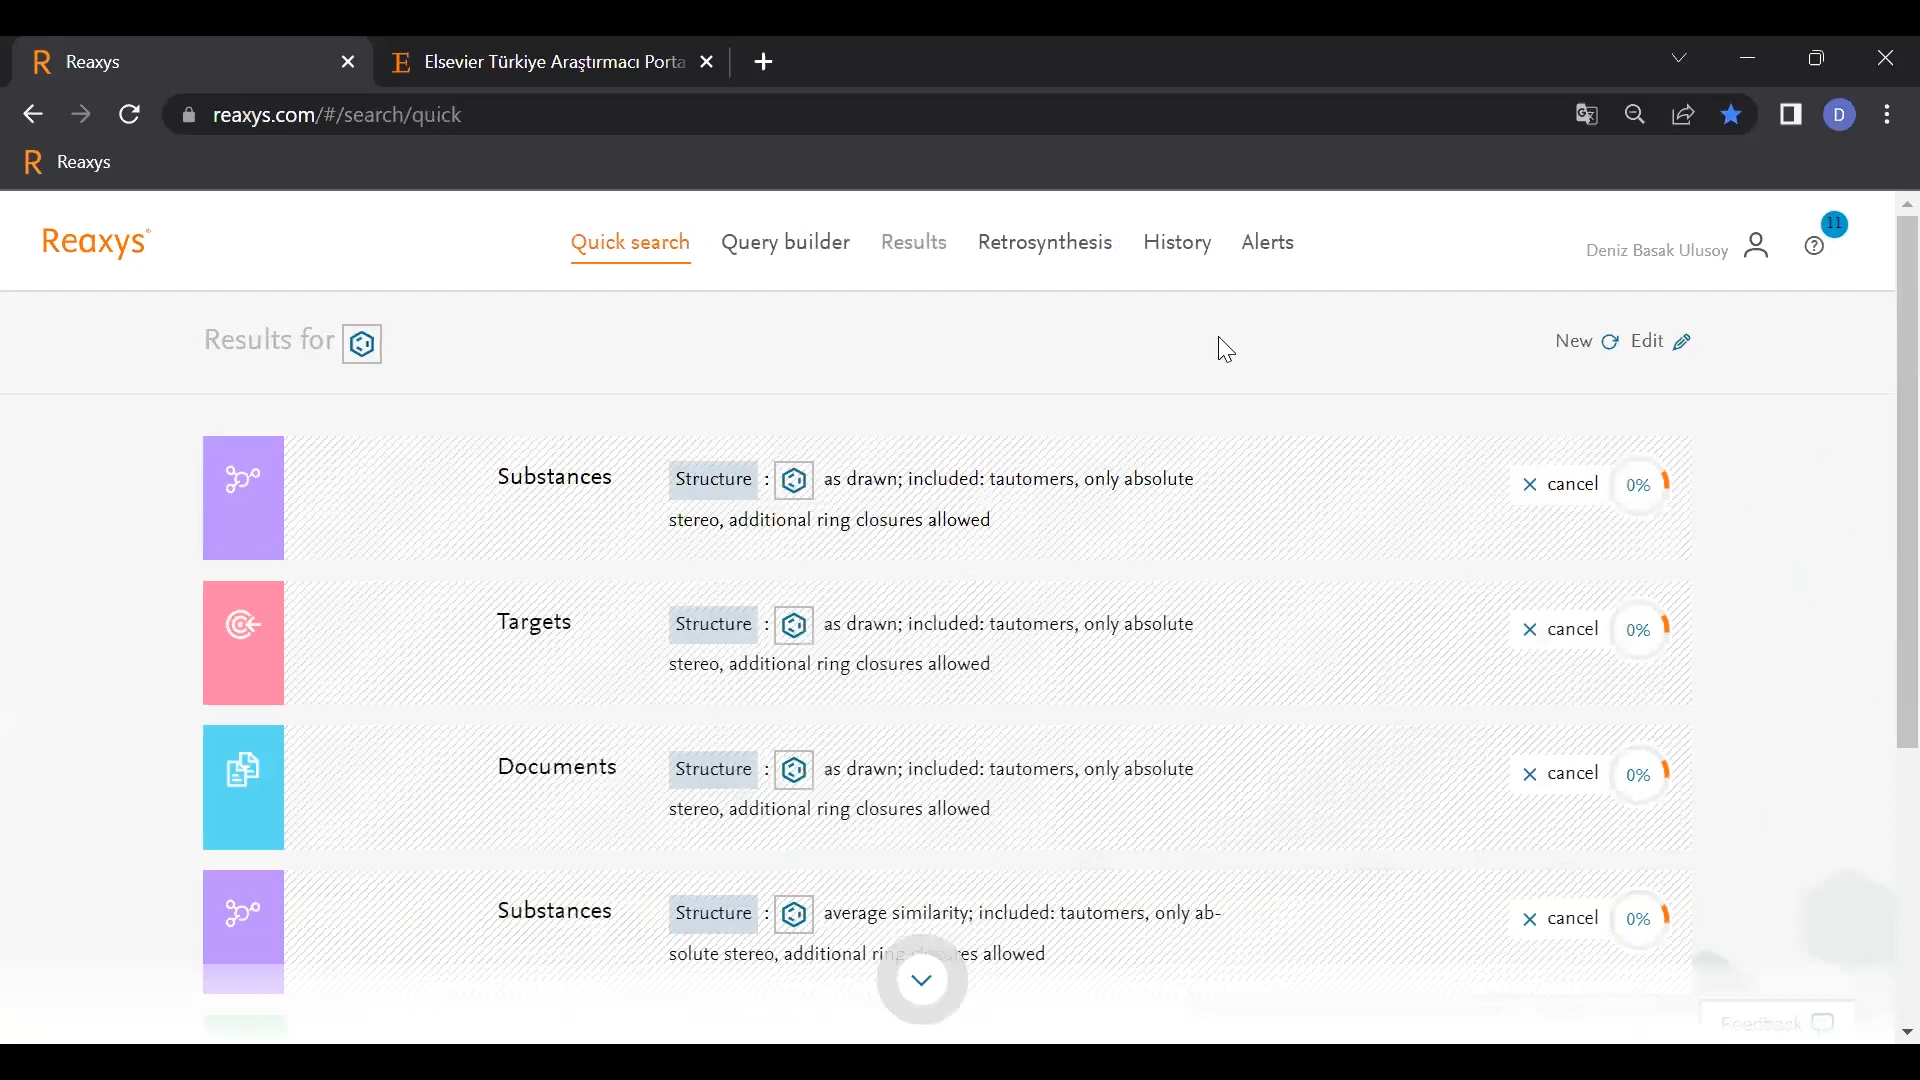 Reaxys
Elsevier Türkiye Araştırmacı Porta
reaxys.com/#/search/quick
D
Reaxys
Reaxys
Quick search
Query builder
Results
Retrosynthesis
History
Alerts
Deniz Basak Ulusoy
11
Results for
New
Edit
Substances
Structure : as drawn; included: tautomers, only absolute
stereo, additional ring closures allowed
cancel
0%
Targets
Structure : as drawn; included: tautomers, only absolute
stereo, additional ring closures allowed
cancel
0%
Documents
Structure : as drawn; included: tautomers, only absolute
stereo, additional ring closures allowed
cancel
0%
Substances
Structure : average similarity; included: tautomers, only ab-
solute stereo, additional ring closures allowed
cancel
0%
Feedback